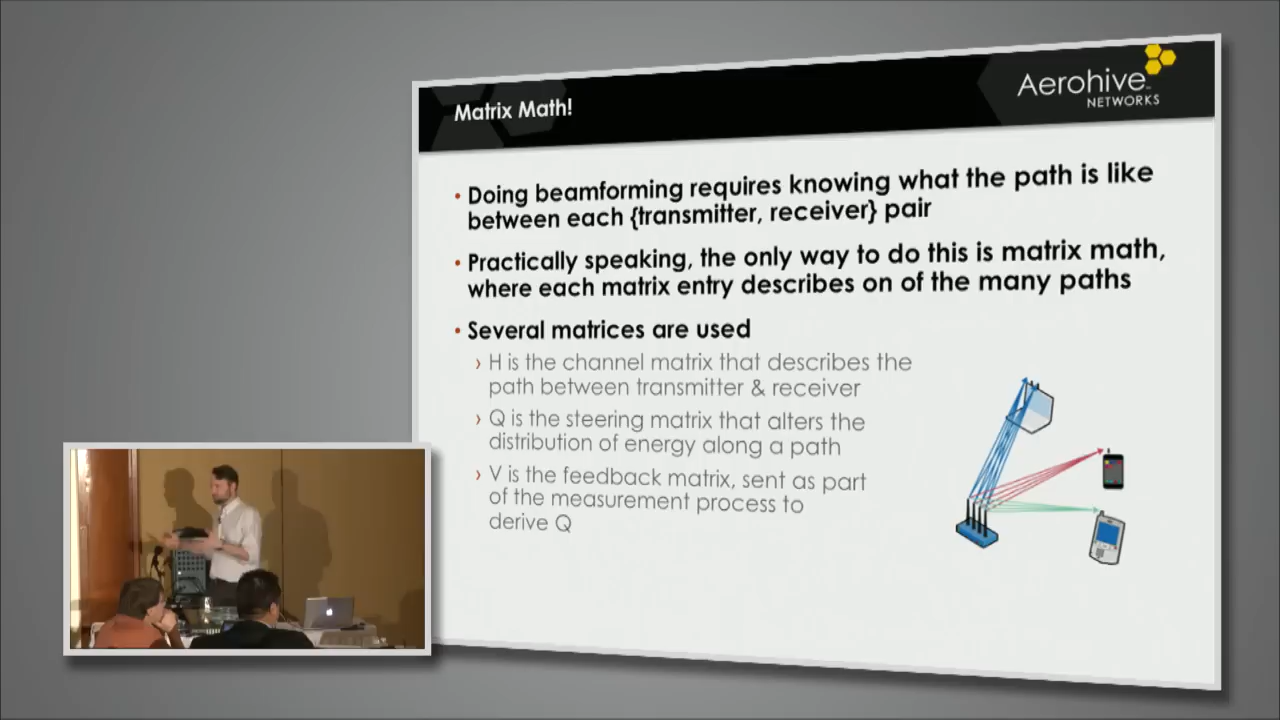 Matrix Math!
Aerohive
NETWORKS
• Doing beamforming requires knowing what the path is like
between each {transmitter, receiver} pair
• Practically speaking, the only way to do this is matrix math,
where each matrix entry describes on of the many paths
• Several matrices are used
› H is the channel matrix that describes the
path between transmitter & receiver
› Q is the steering matrix that alters the
distribution of energy along a path
› V is the feedback matrix, sent as part
of the measurement process to
derive Q